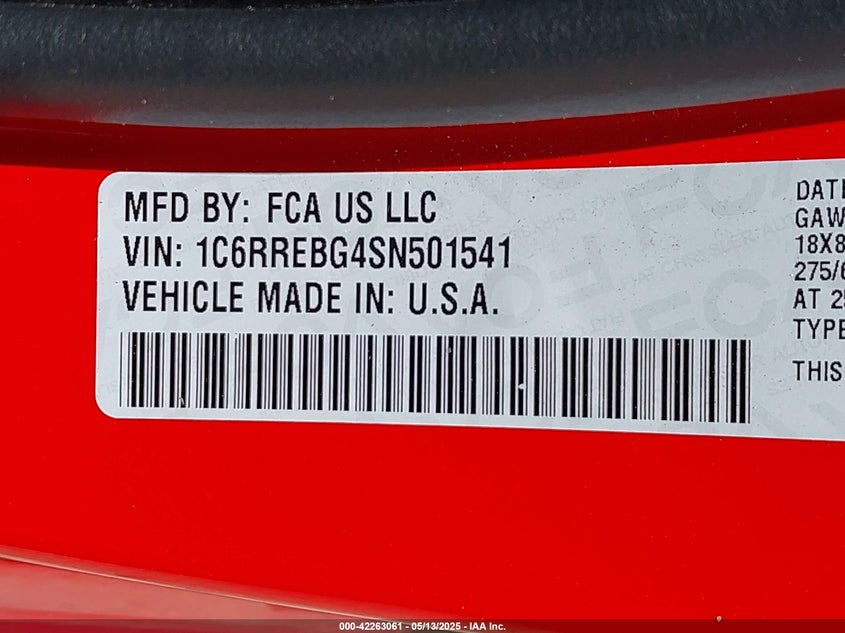 MFD BY: FCA US LLC
VIN: 1C6RREBG4SN501541
VEHICLE MADE IN: U.S.A.
DATE
GAW
18X8
275/6
AT 25
TYPE
THIS
000-42263061 - 05/13/2025 - IAA Inc.